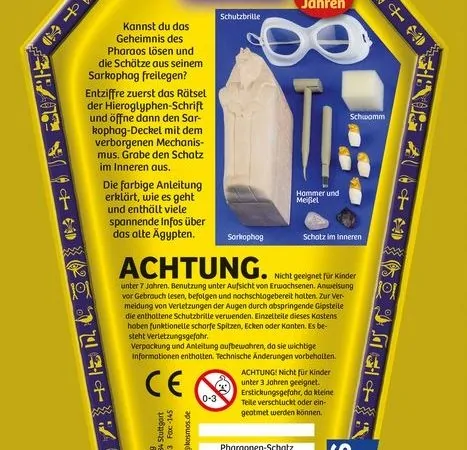 Jahren
Kannst du das
Geheimnis des
Pharaos lösen und
die Schätze aus seinem
Sarkophag freilegen?
Entziffre zuerst das Rätsel
der Hieroglyphen-Schrift
und öffne dann den Sar-
kophag-Deckel mit dem
verborgenen Mechanis-
mus. Grabe den Schatz
im Inneren aus.
Die farbige Anleitung
erklärt, wie es geht
und enthält viele
spannende Infos über
das alte Ägypten.
Schutzbrille
Schwamm
Hammer und
Meißel
Sarkophag
Schatz im Inneren
ACHTUNG. Nicht geeignet für Kinder
unter 7 Jahren. Benutzung unter Aufsicht von Erwachsenen. Anweisung
vor Gebrauch lesen, befolgen und nachschlagebereit halten. Zur Ver-
meidung von Verletzungen der Augen durch abspringende Gipsteile
die enthaltene Schutzbrille verwenden. Einzelteile dieses Kastens
haben funktionelle scharfe Spitzen, Ecken oder Kanten. Es be-
steht Verletzungsgefahr.
Verpackung und Anleitung aufbewahren, da sie wichtige
Informationen enthalten. Technische Änderungen vorbehalten.
CE
0-3
ACHTUNG! Nicht für Kinder
unter 3 Jahren geeignet.
Erstickungsgefahr, da kleine
Teile verschluckt oder ein-
geatmet werden können.
Stuttgart
Fax: -145
kosmos.de
Pharaonen-Schatz